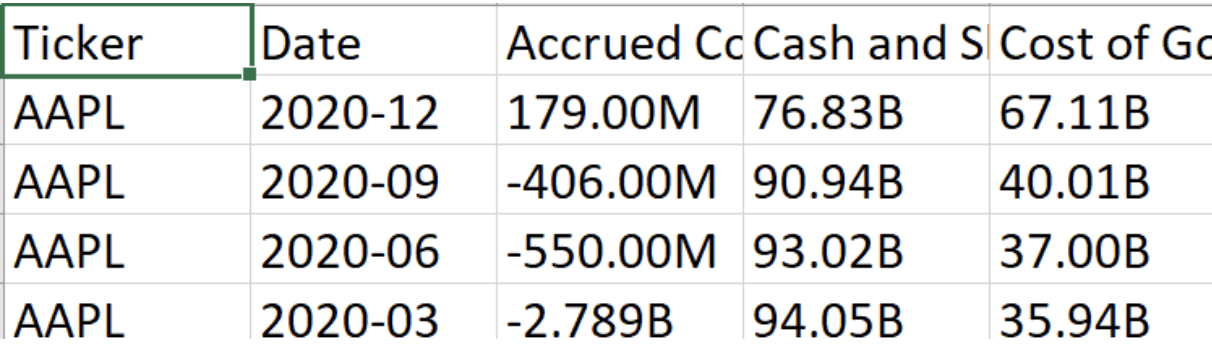 Ticker Date Accrued Co Cash and S Cost of Go
AAPL 2020-12 179.00M 76.83B 67.11B
AAPL 2020-09 -406.00M 90.94B 40.01B
AAPL 2020-06 -550.00M 93.02B 37.00B
AAPL 2020-03 -2.789B 94.05B 35.94B